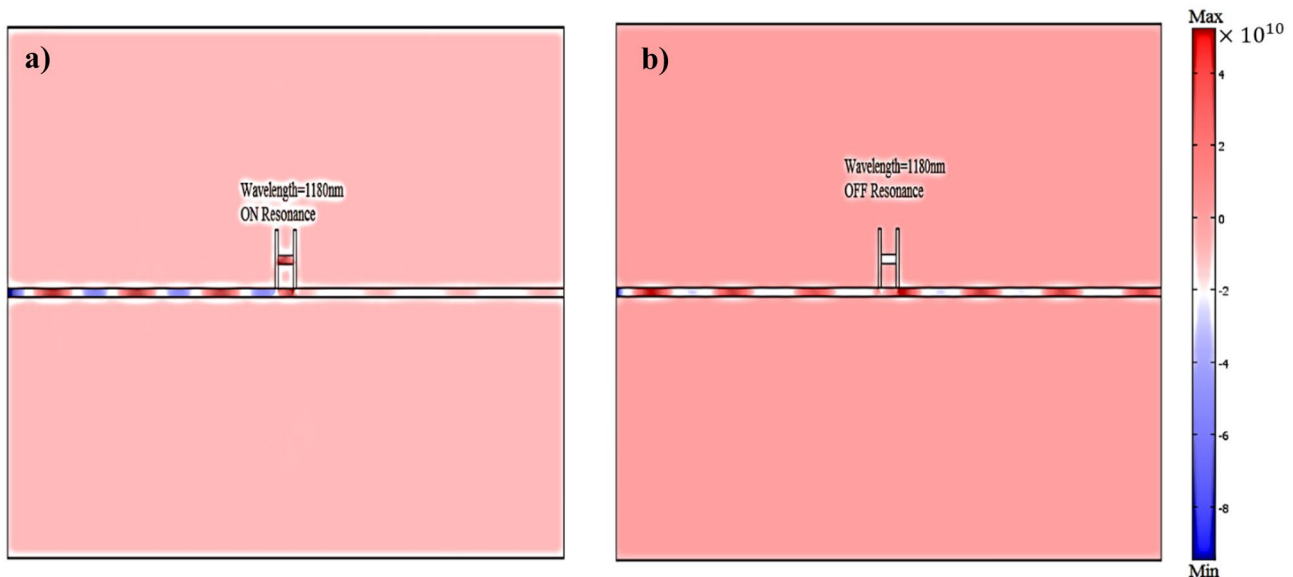 a)
Wavelength=1180nm
ON Resonance
b)
Wavelength=1180nm
OFF Resonance
Max
× 10¹⁰
4
2
0
-2
-4
-6
-8
Min